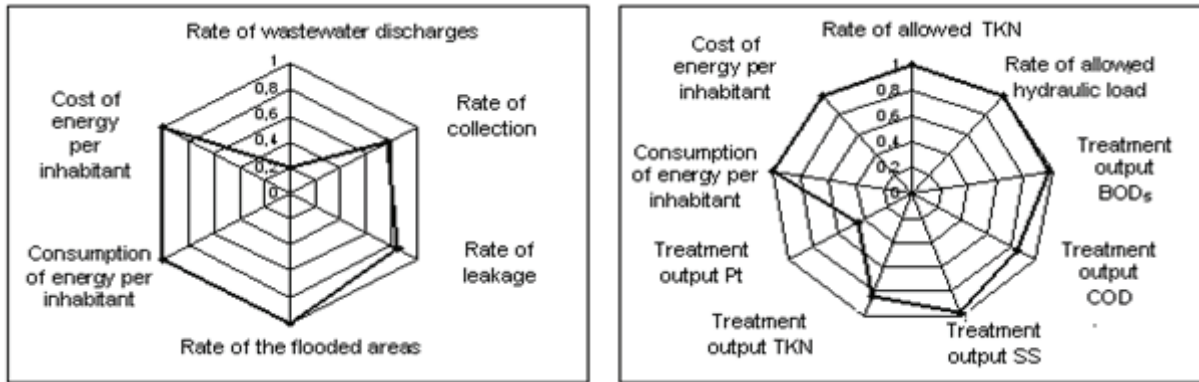 Rate of wastewater discharges
1
0,8
0,6
0,4
0,2
0
Cost of
energy
per
inhabitant
Rate of
collection
Consumption
of energy per
inhabitant
Rate of
leakage
Rate of the flooded areas
Rate of allowed TKN
1
0,8
0,6
0,4
0,2
0
Cost of
energy per
inhabitant
Rate of allowed
hydraulic load
Consumption
of energy per
inhabitant
Treatment
output
BOD₅
Treatment
output Pt
Treatment
output
COD
Treatment
output TKN
Treatment
output SS